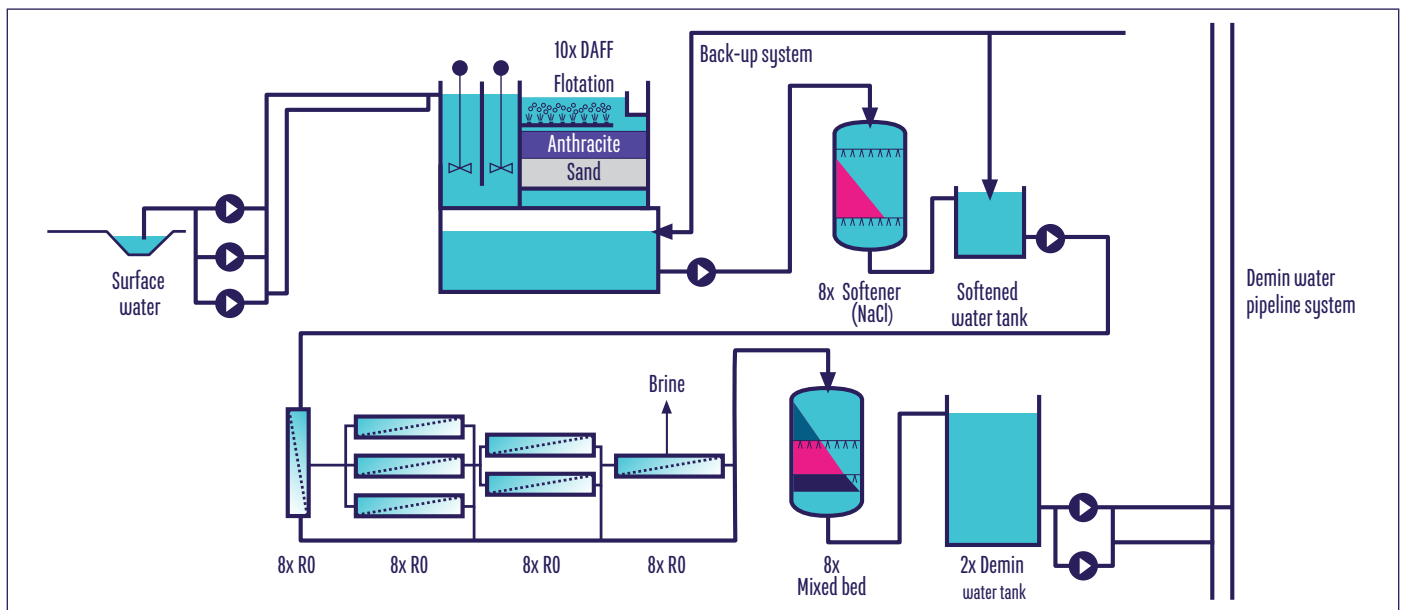 10x DAFF
Flotation
Back-up system
Anthracite
Sand
Surface
water
8x Softener
(NaCl)
Softened
water tank
Demin water
pipeline system
Brine
8x RO
8x RO
8x RO
8x RO
8x
Mixed bed
2x Demin
water tank